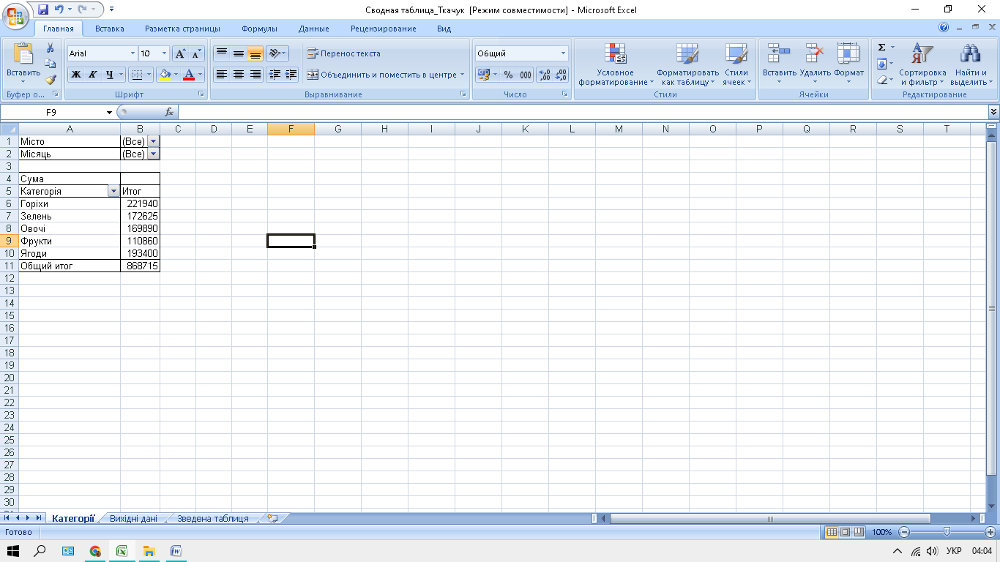 Сводная таблица_Ткачук [Режим совместимости] - Microsoft Excel
Главная Вставка Разметка страницы Формулы Данные Рецензирование Вид
Arial 10 Перенос текста Общий
Вставить Ж К Ч Объединить и поместить в центре % 000 Условное форматирование Форматировать как таблицу Стили ячеек Вставить Удалить Формат Σ Сортировка и фильтр Найти и выделить
Буфер о... Шрифт Выравнивание Число Стили Ячейки Редактирование
F9 fx
A B C D E F G H I J K L M N O P Q R S T
1 Місто (Все)
2 Місяць (Все)
3
4 Сума
5 Категорія Итог
6 Горіхи 221940
7 Зелень 172625
8 Овочі 169890
9 Фрукти 110860
10 Ягоди 193400
11 Общий итог 868715
12
13
14
15
16
17
18
19
20
21
22
23
24
25
26
27
28
29
30
Категорії Вихідні дані Зведена таблиця
Готово 100%
УКР 04:04